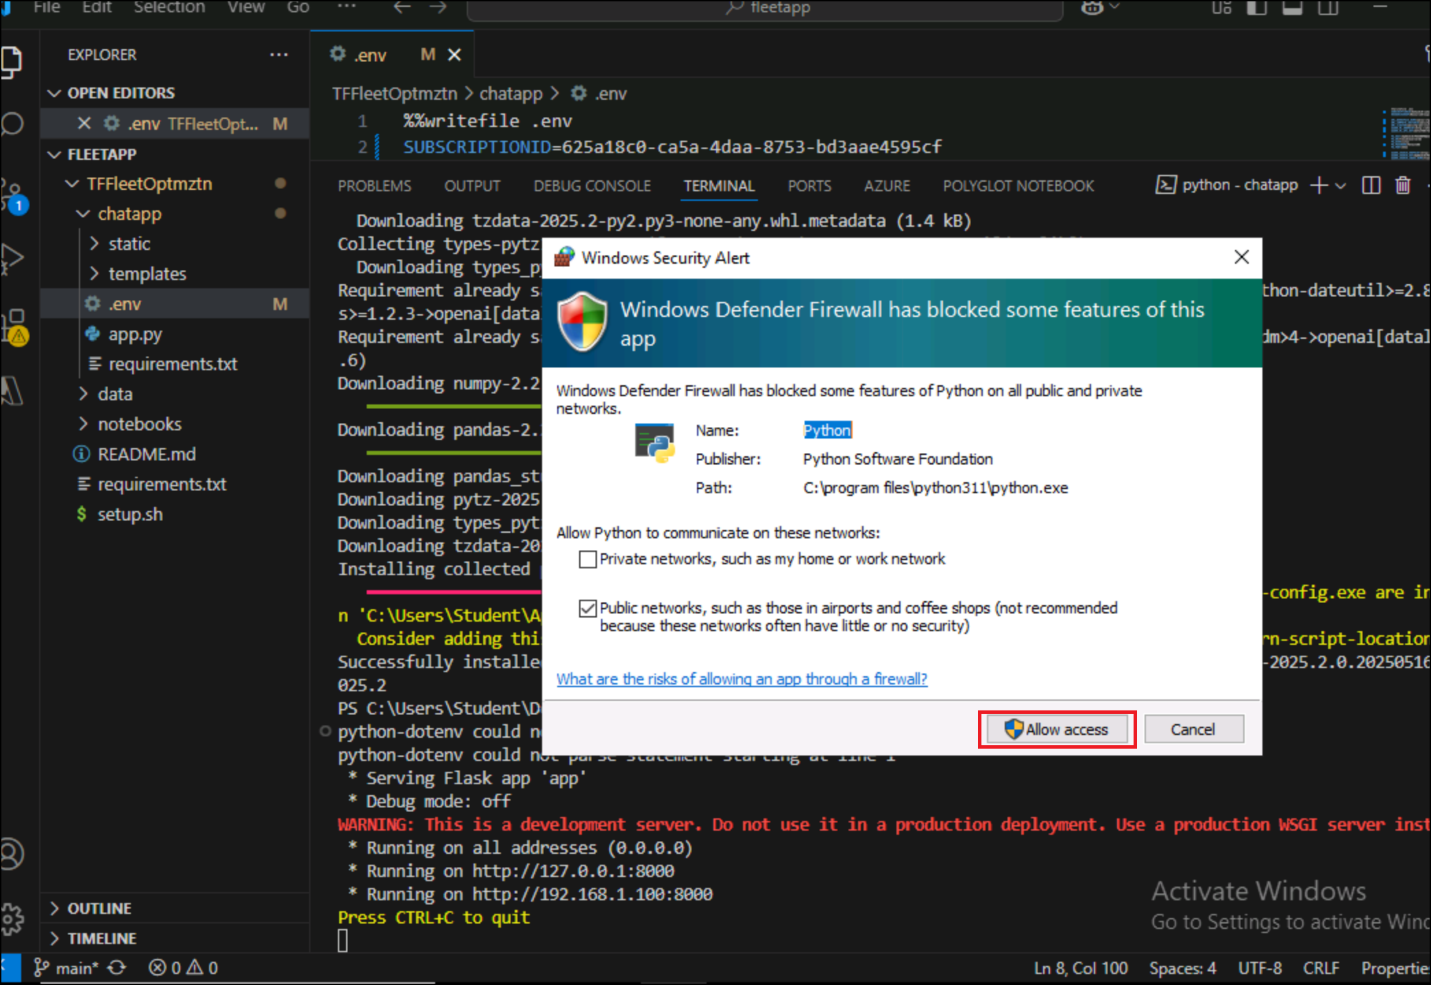 File Edit Selection View Go ··· fleetapp
EXPLORER ···
OPEN EDITORS
.env TFFleetOpt... M
FLEETAPP
TFFleetOptmztn
chatapp
static
templates
.env M
app.py
requirements.txt
data
notebooks
README.md
requirements.txt
setup.sh
OUTLINE
TIMELINE
.env M
TFFleetOptmztn > chatapp > .env
1 %%writefile .env
2 SUBSCRIPTIONID=625a18c0-ca5a-4daa-8753-bd3aae4595cf
PROBLEMS OUTPUT DEBUG CONSOLE TERMINAL PORTS AZURE POLYGLOT NOTEBOOK python - chatapp
Downloading tzdata-2025.2-py2.py3-none-any.whl.metadata (1.4 kB)
Collecting types-pytz
Downloading types_py
Requirement already s thon-dateutil>=2.8
s>=1.2.3->openai[data
Requirement already s dm>4->openai[data
.6)
Downloading numpy-2.2
Downloading pandas-2.
Downloading pandas_st
Downloading pytz-2025
Downloading types_pyt
Downloading tzdata-20
Installing collected
-config.exe are in
n 'C:\Users\Student\A
Consider adding thi rn-script-location
Successfully installe -2025.2.0.20250516
025.2
PS C:\Users\Student\D
python-dotenv could n
python-dotenv could not parse statement starting at line 1
* Serving Flask app 'app'
* Debug mode: off
WARNING: This is a development server. Do not use it in a production deployment. Use a production WSGI server inst
* Running on all addresses (0.0.0.0)
* Running on http://127.0.0.1:8000
* Running on http://192.168.1.100:8000
Press CTRL+C to quit
Windows Security Alert
Windows Defender Firewall has blocked some features of this
app
Windows Defender Firewall has blocked some features of Python on all public and private
networks.
Name: Python
Publisher: Python Software Foundation
Path: C:\program files\python311\python.exe
Allow Python to communicate on these networks:
Private networks, such as my home or work network
Public networks, such as those in airports and coffee shops (not recommended
because these networks often have little or no security)
What are the risks of allowing an app through a firewall?
Allow access Cancel
Activate Windows
Go to Settings to activate Wind
1
main* 0 0 Ln 8, Col 100 Spaces: 4 UTF-8 CRLF Propertie